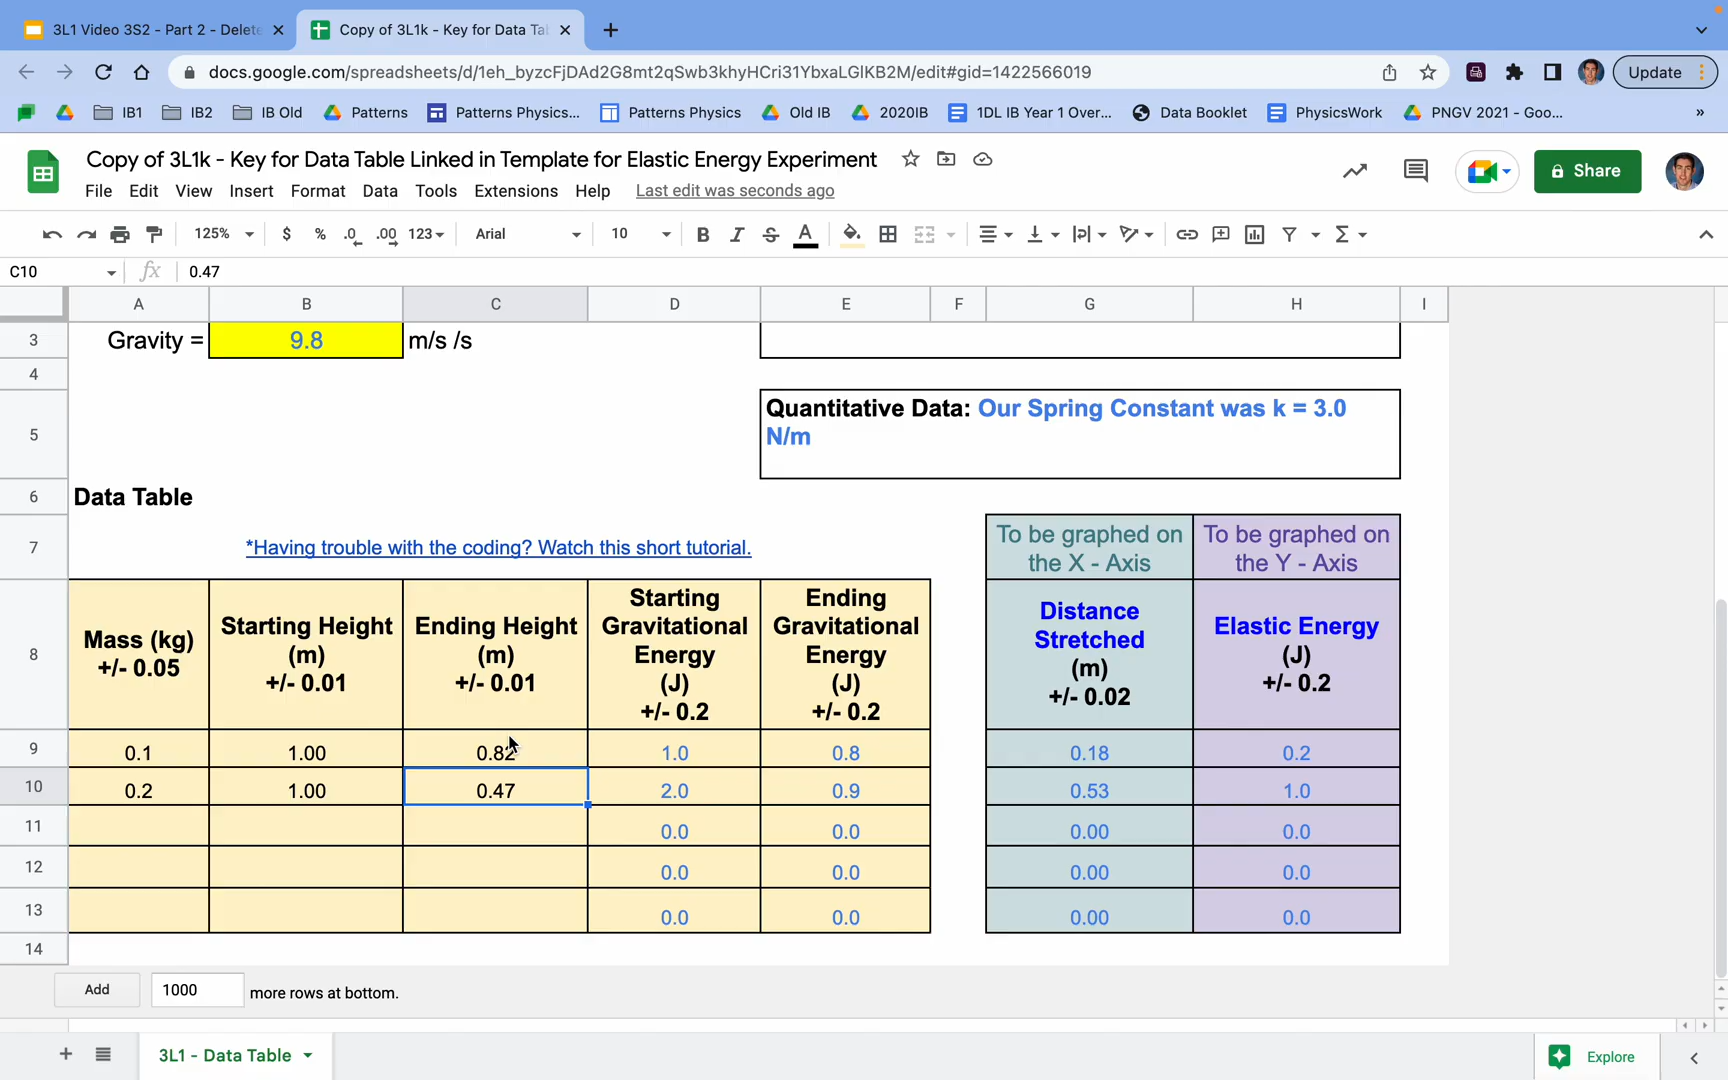 3L1 Video 3S2 - Part 2 - Delete
Copy of 3L1k - Key for Data Ta
docs.google.com/spreadsheets/d/1eh_byzcFjDAd2G8mt2qSwb3khyHCri31YbxaLGlKB2M/edit#gid=1422566019
Update
IB1
IB2
IB Old
Patterns
Patterns Physics...
Patterns Physics
Old IB
2020IB
1DL IB Year 1 Over...
Data Booklet
PhysicsWork
PNGV 2021 - Goo...
»
Copy of 3L1k - Key for Data Table Linked in Template for Elastic Energy Experiment
File Edit View Insert Format Data Tools Extensions Help Last edit was seconds ago
Share
125% $ % .0 .00 123 Arial 10 B I S A
C10 fx 0.47
A B C D E F G H I
3 Gravity = 9.8 m/s /s
4
5 Quantitative Data: Our Spring Constant was k = 3.0
N/m
6 Data Table
7 *Having trouble with the coding? Watch this short tutorial.
To be graphed on
the X - Axis
To be graphed on
the Y - Axis
8
Mass (kg)
+/- 0.05
Starting Height
(m)
+/- 0.01
Ending Height
(m)
+/- 0.01
Starting
Gravitational
Energy
(J)
+/- 0.2
Ending
Gravitational
Energy
(J)
+/- 0.2
Distance
Stretched
(m)
+/- 0.02
Elastic Energy
(J)
+/- 0.2
9 0.1 1.00 0.82 1.0 0.8 0.18 0.2
10 0.2 1.00 0.47 2.0 0.9 0.53 1.0
11 0.0 0.0 0.00 0.0
12 0.0 0.0 0.00 0.0
13 0.0 0.0 0.00 0.0
14
Add 1000 more rows at bottom.
3L1 - Data Table
Explore